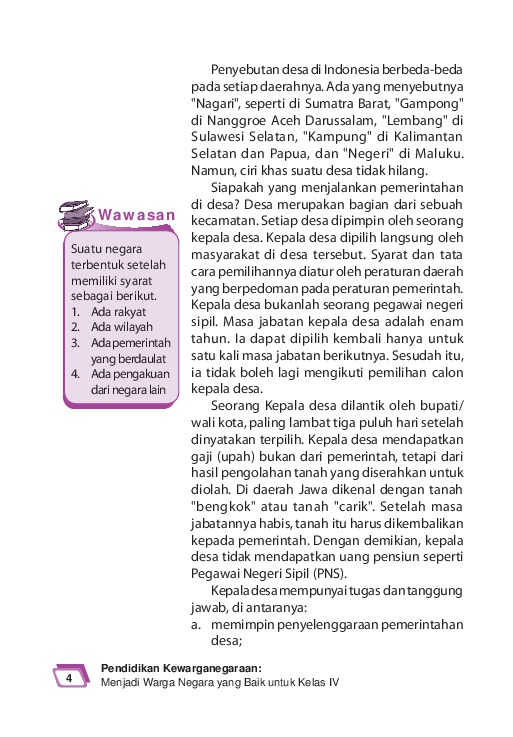 Penyebutan desa di Indonesia berbeda-beda
pada setiap daerahnya. Ada yang menyebutnya
"Nagari", seperti di Sumatra Barat, "Gampong"
di Nanggroe Aceh Darussalam, "Lembang" di
Sulawesi Selatan, "Kampung" di Kalimantan
Selatan dan Papua, dan "Negeri" di Maluku.
Namun, ciri khas suatu desa tidak hilang.
Siapakah yang menjalankan pemerintahan
di desa? Desa merupakan bagian dari sebuah
kecamatan. Setiap desa dipimpin oleh seorang
kepala desa. Kepala desa dipilih langsung oleh
masyarakat di desa tersebut. Syarat dan tata
cara pemilihannya diatur oleh peraturan daerah
yang berpedoman pada peraturan pemerintah.
Kepala desa bukanlah seorang pegawai negeri
sipil. Masa jabatan kepala desa adalah enam
tahun. Ia dapat dipilih kembali hanya untuk
satu kali masa jabatan berikutnya. Sesudah itu,
ia tidak boleh lagi mengikuti pemilihan calon
kepala desa.
Seorang Kepala desa dilantik oleh bupati/
wali kota, paling lambat tiga puluh hari setelah
dinyatakan terpilih. Kepala desa mendapatkan
gaji (upah) bukan dari pemerintah, tetapi dari
hasil pengolahan tanah yang diserahkan untuk
diolah. Di daerah Jawa dikenal dengan tanah
"bengkok" atau tanah "carik". Setelah masa
jabatannya habis, tanah itu harus dikembalikan
kepada pemerintah. Dengan demikian, kepala
desa tidak mendapatkan uang pensiun seperti
Pegawai Negeri Sipil (PNS).
Kepala desa mempunyai tugas dan tanggung
jawab, di antaranya:
a. memimpin penyelenggaraan pemerintahan
desa;
Wawasan
Suatu negara
terbentuk setelah
memiliki syarat
sebagai berikut.
1. Ada rakyat
2. Ada wilayah
3. Ada pemerintah
yang berdaulat
4. Ada pengakuan
dari negara lain
4
Pendidikan Kewarganegaraan:
Menjadi Warga Negara yang Baik untuk Kelas IV